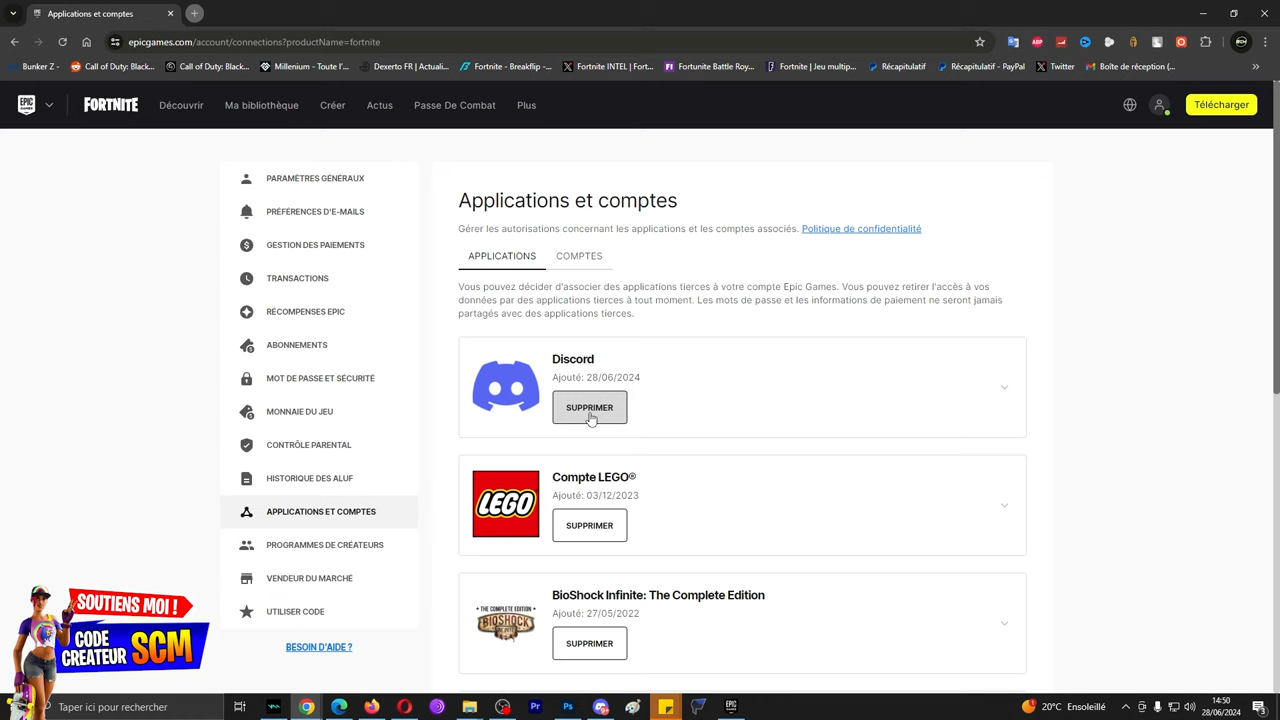 Applications et comptes
epicgames.com/account/connections?productName=fortnite
Bunker Z -
Call of Duty: Black...
Call of Duty: Black...
Millenium - Toute l'...
Dexerto FR | Actuali...
Fortnite - Breakflip -...
Fortnite INTEL (Fort...
Fortnite Battle Roy...
Fortnite | Jeu multip...
Récapitulatif
Récapitulatif - PayPal
Twitter
Boîte de réception (...
EPIC GAMES
FORTNITE
Découvrir
Ma bibliothèque
Créer
Actus
Passe De Combat
Plus
Télécharger
PARAMÈTRES GÉNÉRAUX
PRÉFÉRENCES D'E-MAILS
GESTION DES PAIEMENTS
TRANSACTIONS
RÉCOMPENSES EPIC
ABONNEMENTS
MOT DE PASSE ET SÉCURITÉ
MONNAIE DU JEU
CONTRÔLE PARENTAL
HISTORIQUE DES ALUF
APPLICATIONS ET COMPTES
PROGRAMMES DE CRÉATEURS
VENDEUR DU MARCHÉ
UTILISER CODE
BESOIN D'AIDE ?
Applications et comptes
Gérer les autorisations concernant les applications et les comptes associés. Politique de confidentialité
APPLICATIONS
COMPTES
Vous pouvez décider d'associer des applications tierces à votre compte Epic Games. Vous pouvez retirer l'accès à vos
données par des applications tierces à tout moment. Les mots de passe et les informations de paiement ne seront jamais
partagés avec des applications tierces.
Discord
Ajouté: 28/06/2024
SUPPRIMER
LEGO
Compte LEGO®
Ajouté: 03/12/2023
SUPPRIMER
THE COMPLETE EDITION
BIOSHOCK
BioShock Infinite: The Complete Edition
Ajouté: 27/05/2022
SUPPRIMER
SOUTIENS MOI !
CODE
CREATEUR
SCM
Taper ici pour rechercher
20°C Ensoleillé
14:50
28/06/2024